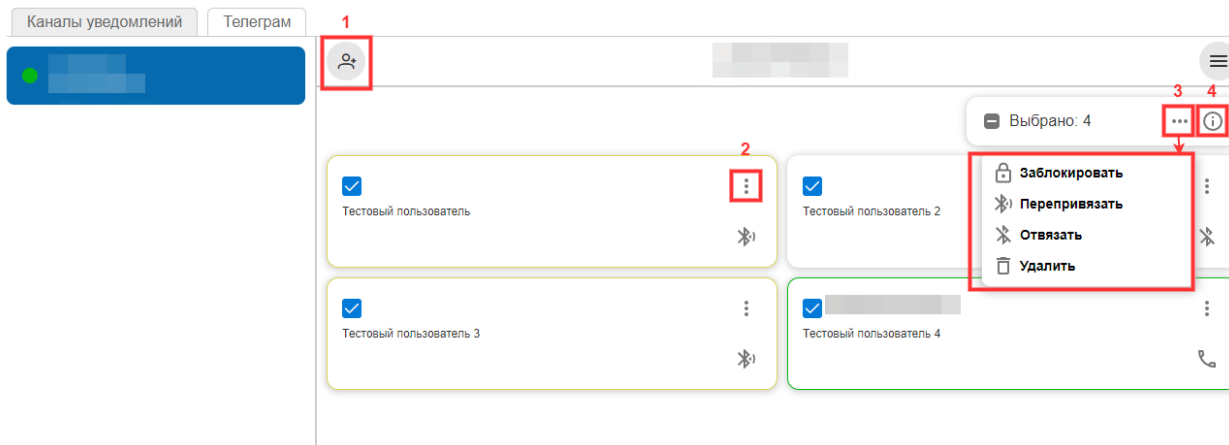 Каналы уведомлений
Телеграм
1
3
4
Выбрано: 4
2
Тестовый пользователь
Тестовый пользователь 2
Заблокировать
Перепривязать
Отвязать
Удалить
Тестовый пользователь 3
Тестовый пользователь 4